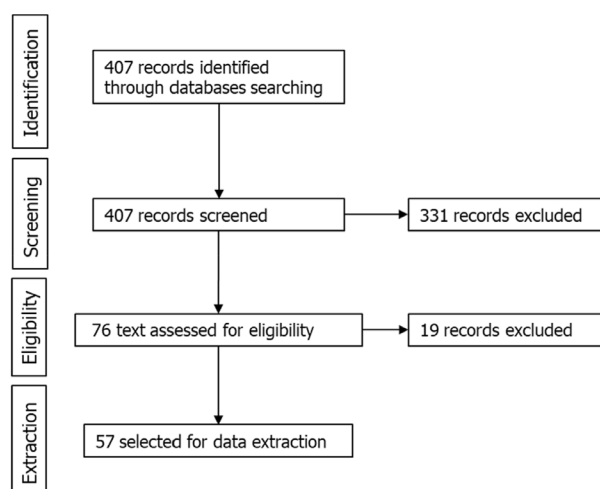 Identification
407 records identified
through databases searching
Screening
407 records screened
331 records excluded
Eligibility
76 text assessed for eligibility
19 records excluded
Extraction
57 selected for data extraction